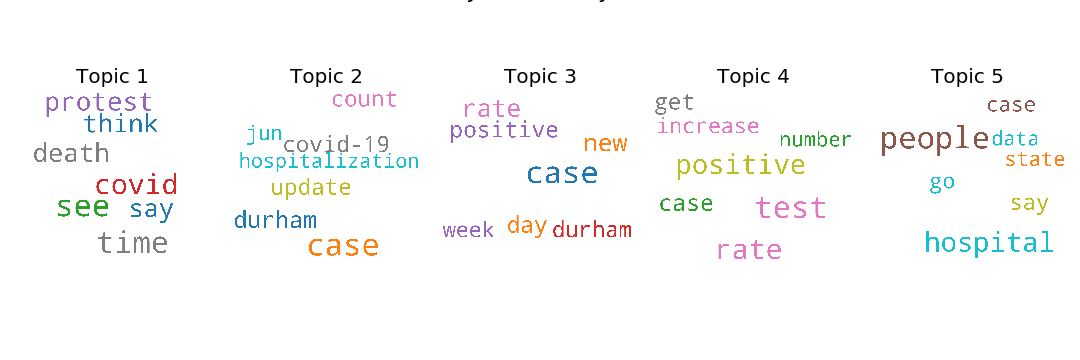 Topic 1
protest
think
death
covid
see say
time
Topic 2
count
jun
covid-19
hospitalization
update
durham
case
Topic 3
rate
positive
new
case
week day durham
Topic 4
get
increase
number
positive
case
test
rate
Topic 5
case
people data
state
go
say
hospital